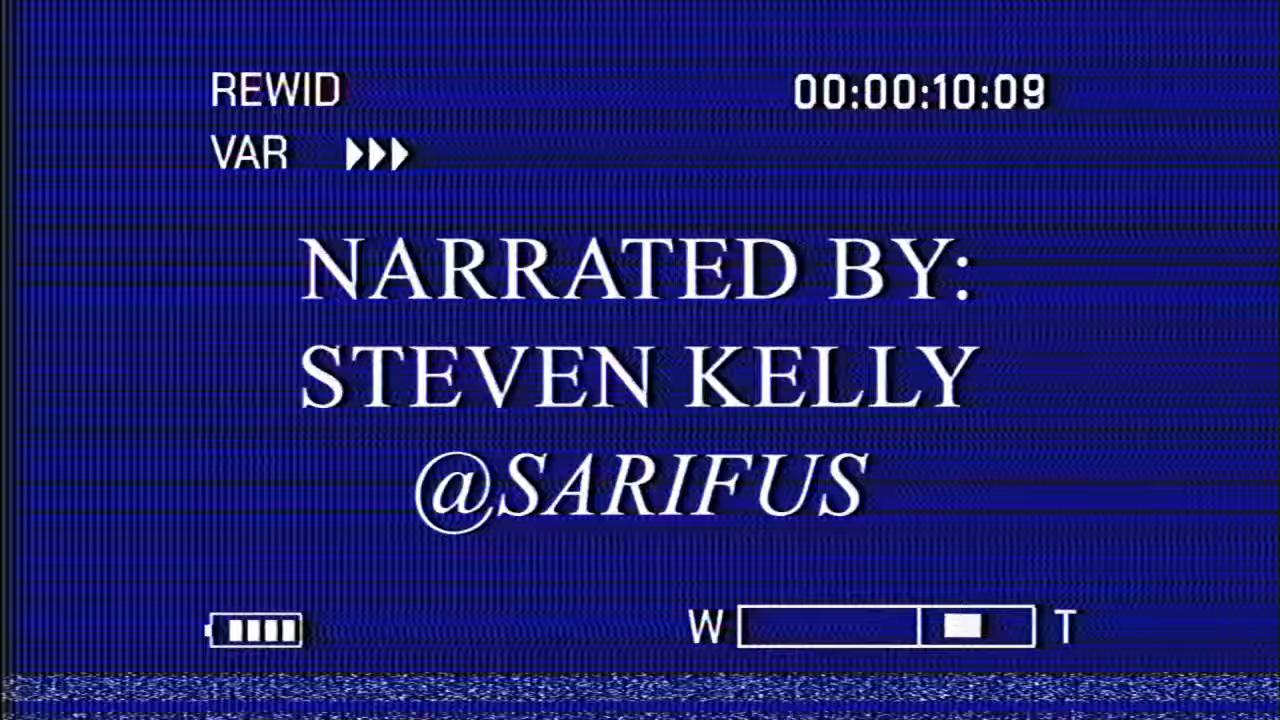 REWID
00:00:10:09
VAR
NARRATED BY:
STEVEN KELLY
@SARIFUS
W T